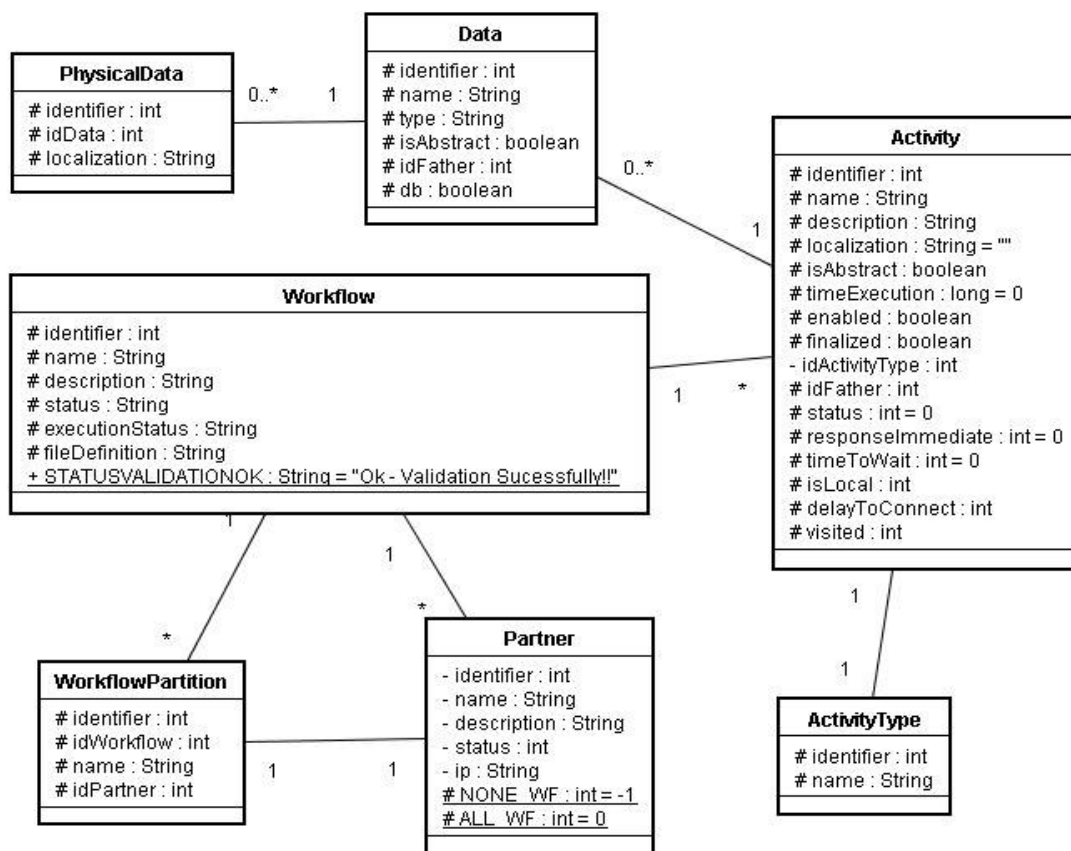 PhysicalData
# identifier : int
# idData : int
# localization : String
0..*
1
Data
# identifier : int
# name : String
# type : String
# isAbstract : boolean
# idFather : int
# db : boolean
0..*
1
Activity
# identifier : int
# name : String
# description : String
# localization : String = ""
# isAbstract : boolean
# timeExecution : long = 0
# enabled : boolean
# finalized : boolean
- idActivityType : int
# idFather : int
# status : int = 0
# responseImmediate : int = 0
# timeToWait : int = 0
# isLocal : int
# delayToConnect : int
# visited : int
Workflow
# identifier : int
# name : String
# description : String
# status : String
# executionStatus : String
# fileDefinition : String
+ STATUSVALIDATIONOK : String = "Ok - Validation Sucessfully!!"
1
*
1
*
1
*
WorkflowPartition
# identifier : int
# idWorkflow : int
# name : String
# idPartner : int
1
1
Partner
- identifier : int
- name : String
- description : String
- status : int
- ip : String
# NONE_WF : int = -1
# ALL_WF : int = 0
1
1
ActivityType
# identifier : int
# name : String